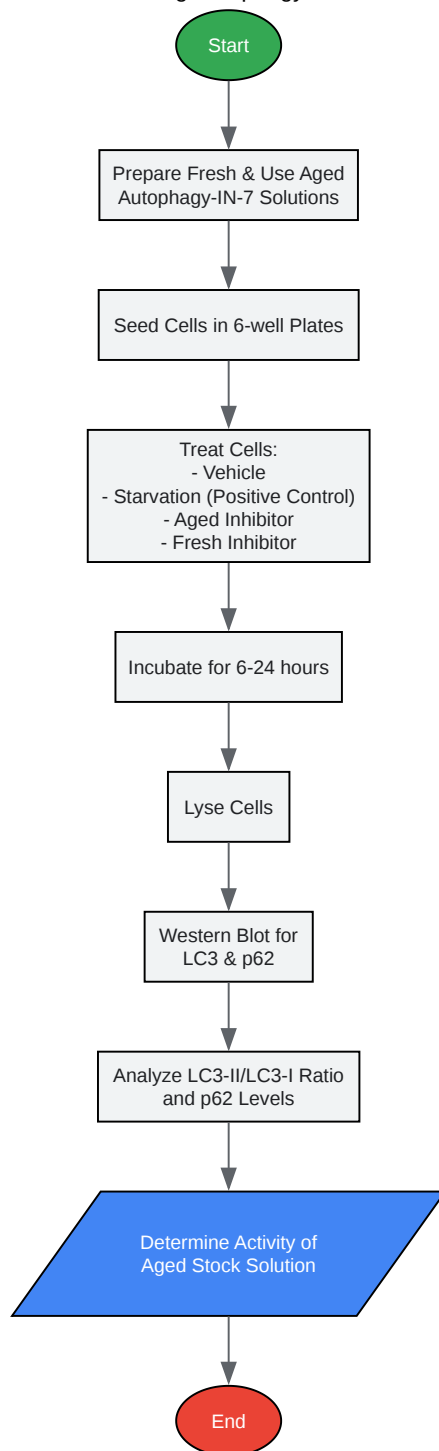 Start
Prepare Fresh & Use Aged
Autophagy-IN-7 Solutions
Seed Cells in 6-well Plates
Treat Cells:
- Vehicle
- Starvation (Positive Control)
- Aged Inhibitor
- Fresh Inhibitor
Incubate for 6-24 hours
Lyse Cells
Western Blot for
LC3 & p62
Analyze LC3-II/LC3-I Ratio
and p62 Levels
Determine Activity of
Aged Stock Solution
End